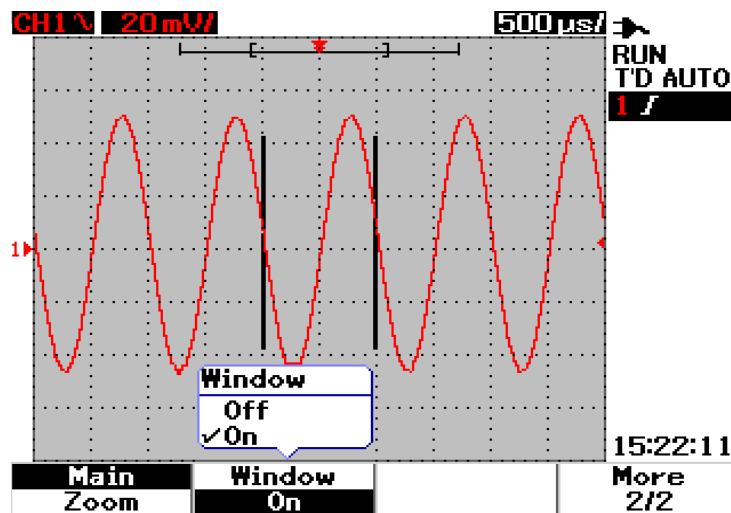 CH1 20 mV/ 500 µs/
RUN
T'D AUTO
1
1
Window
Off
✓On
15:22:11
Main Window More
Zoom On 2/2